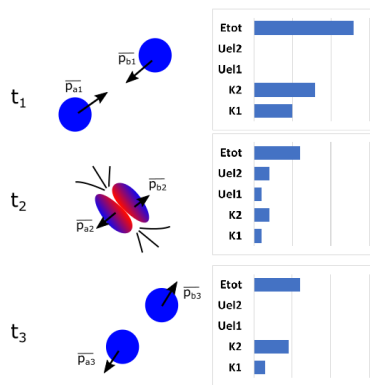 t1
pa1
pb1
Etot
Uel2
Uel1
K2
K1
t2
pa2
pb2
Etot
Uel2
Uel1
K2
K1
t3
pa3
pb3
Etot
Uel2
Uel1
K2
K1